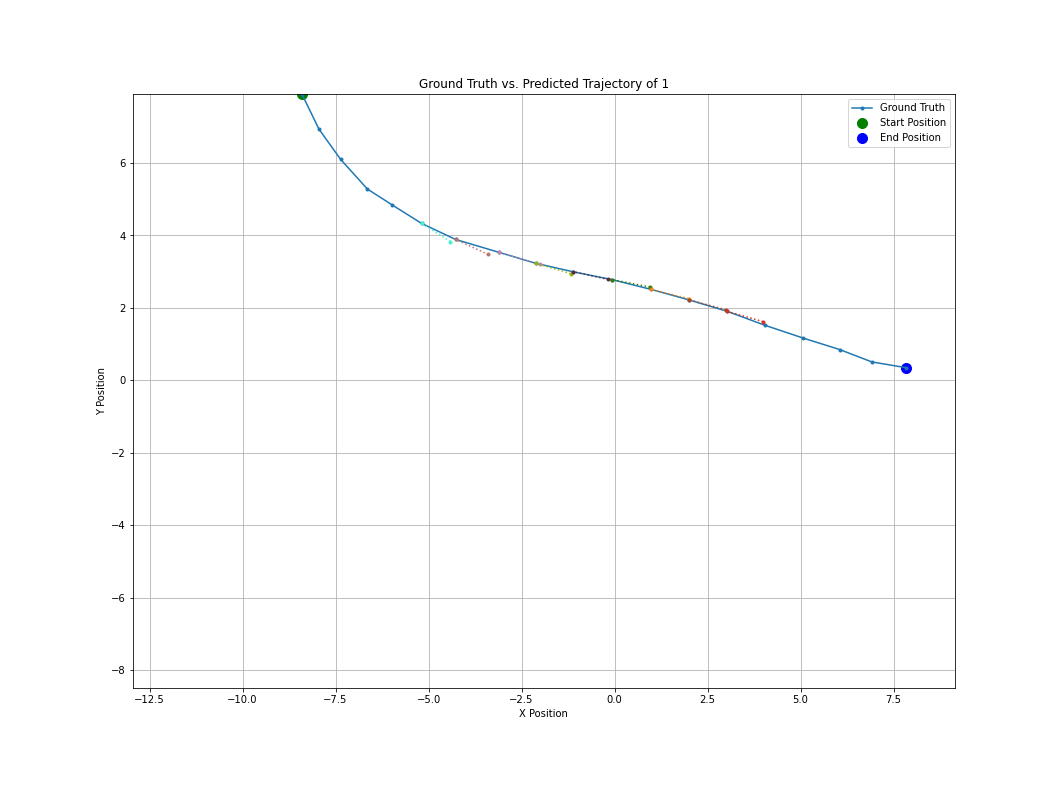 Ground Truth vs. Predicted Trajectory of 1
Ground Truth
Start Position
End Position
6
4
2
0
−2
−4
−6
−8
Y Position
−12.5 −10.0 −7.5 −5.0 −2.5 0.0 2.5 5.0 7.5
X Position